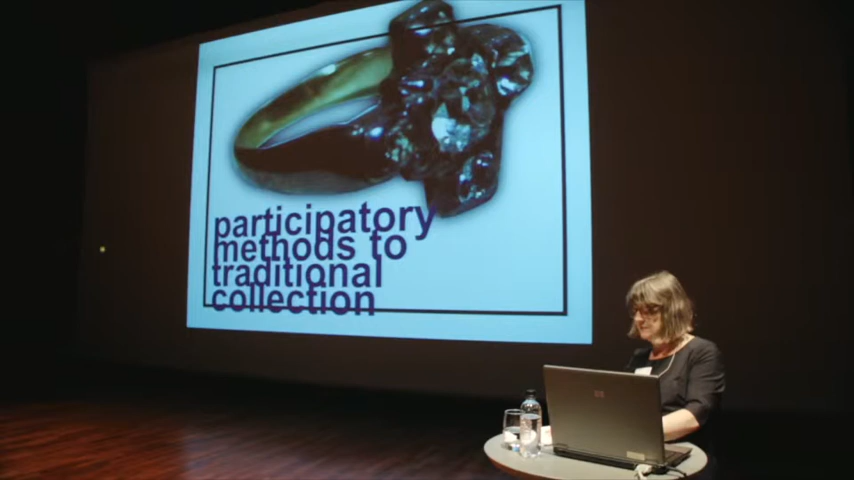 participatory
methods to
traditional
collection